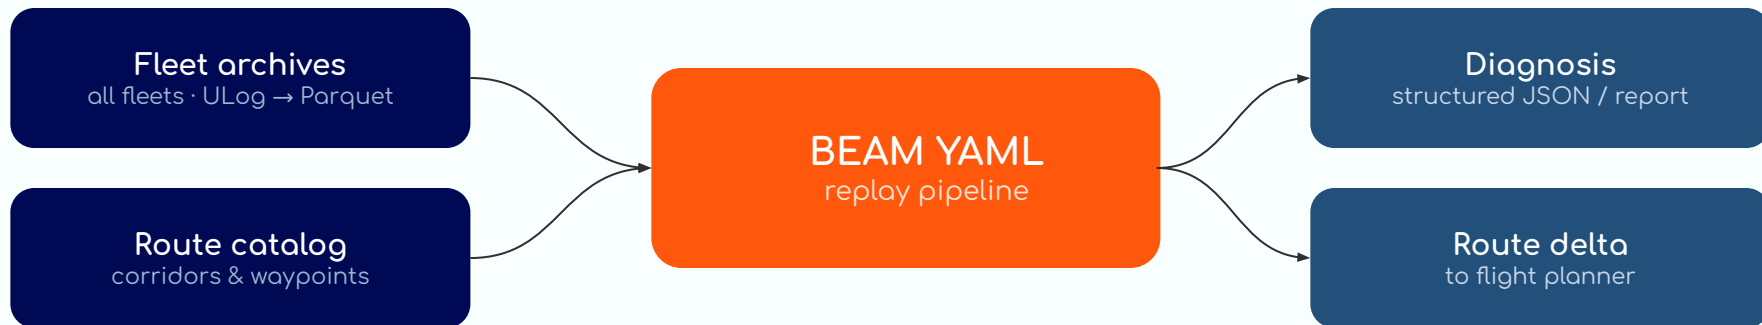 Fleet archives
all fleets · ULog → Parquet
Route catalog
corridors & waypoints
BEAM YAML
replay pipeline
Diagnosis
structured JSON / report
Route delta
to flight planner